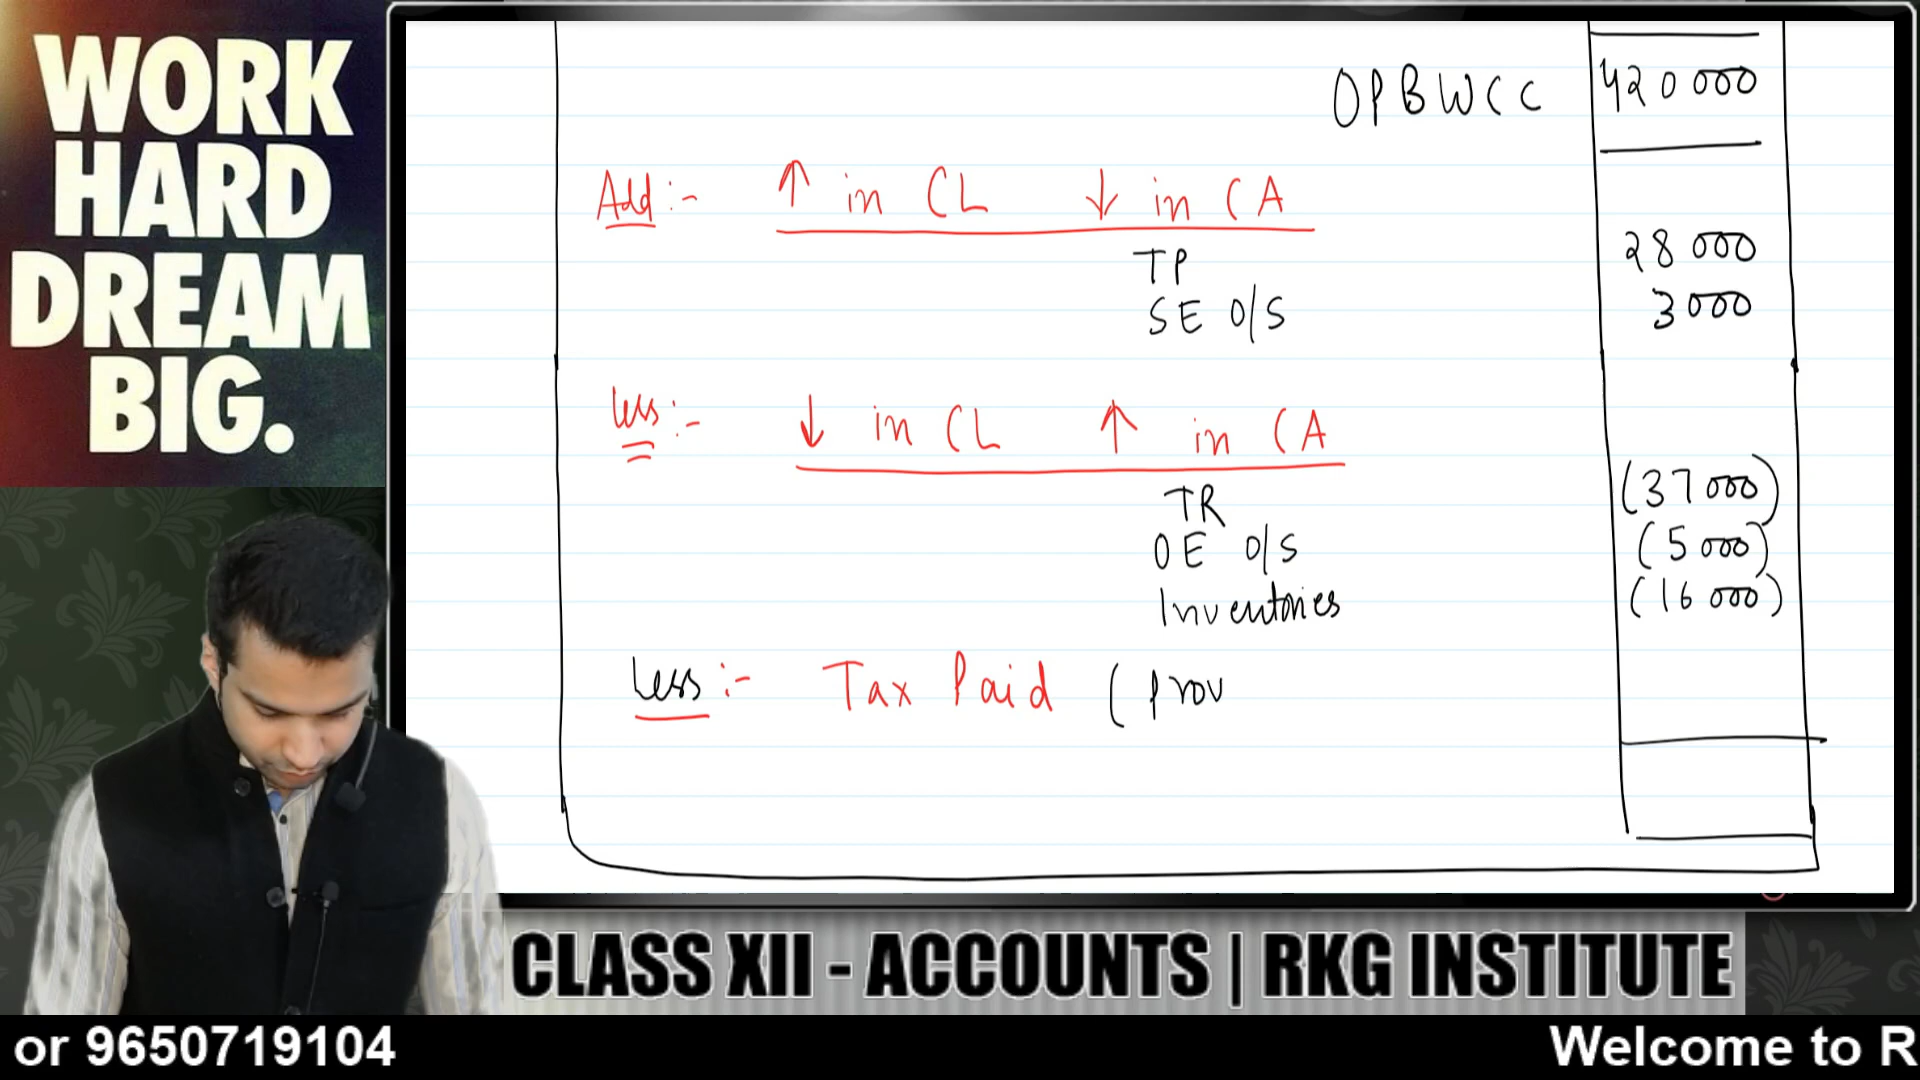 WORK
HARD
DREAM
BIG.
OPBWCC 420000
Add:- ↑ in CL ↓ in CA
TP 28000
SE O/S 3000
Less:- ↓ in CL ↑ in CA
TR (37000)
OE O/S (5000)
Inventories (16000)
Less:- Tax Paid (Prov
CLASS XII - ACCOUNTS | RKG INSTITUTE
or 9650719104
Welcome to R